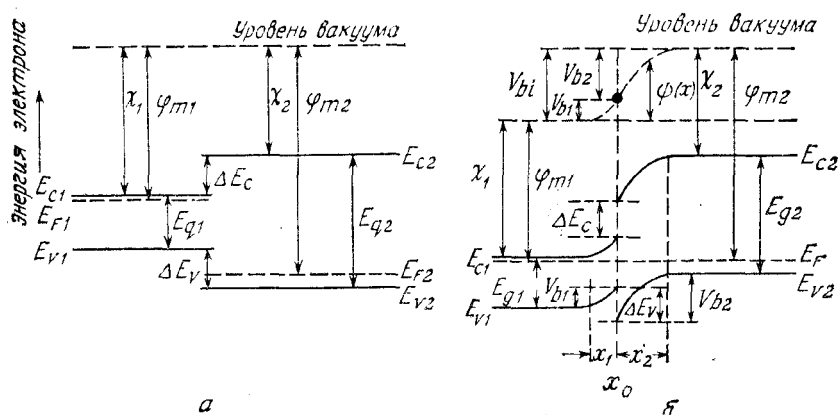 Уровень вакуума
Энергия электрона
χ₁
φm1
χ₂
φm2
Ec1
EF1
Ev1
Eg1
ΔEc
ΔEv
Ec2
Eg2
EF2
Ev2
а
Уровень вакуума
Vbi
Vb2
Vb1
ψ(x)
χ₂
φm2
χ₁
φm1
ΔEc
Ec2
Eg2
Ec1
EF
Eg1
Vb1
Ev1
ΔEv
Vb2
Ev2
x₁
x₂
x₀
б